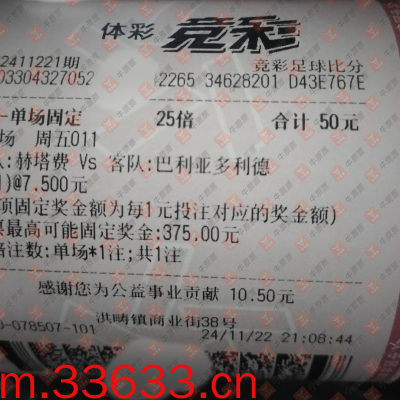 体彩 竞彩
2411221期 竞彩足球比分
03304327052 2265 34628201 D43E767E
单场固定 25倍 合计 50元
场 周五011
:赫塔费 Vs 客队:巴利亚多利德
)@7.500元
项固定奖金额为每1元投注对应的奖金额)
票最高可能固定奖金:375.00元
注数:单场*1注;共1注
感谢您为公益事业贡献 10.50元
洪畴镇商业街38号
-078507-101 24/11/22 21:08:44
m.33633.cn